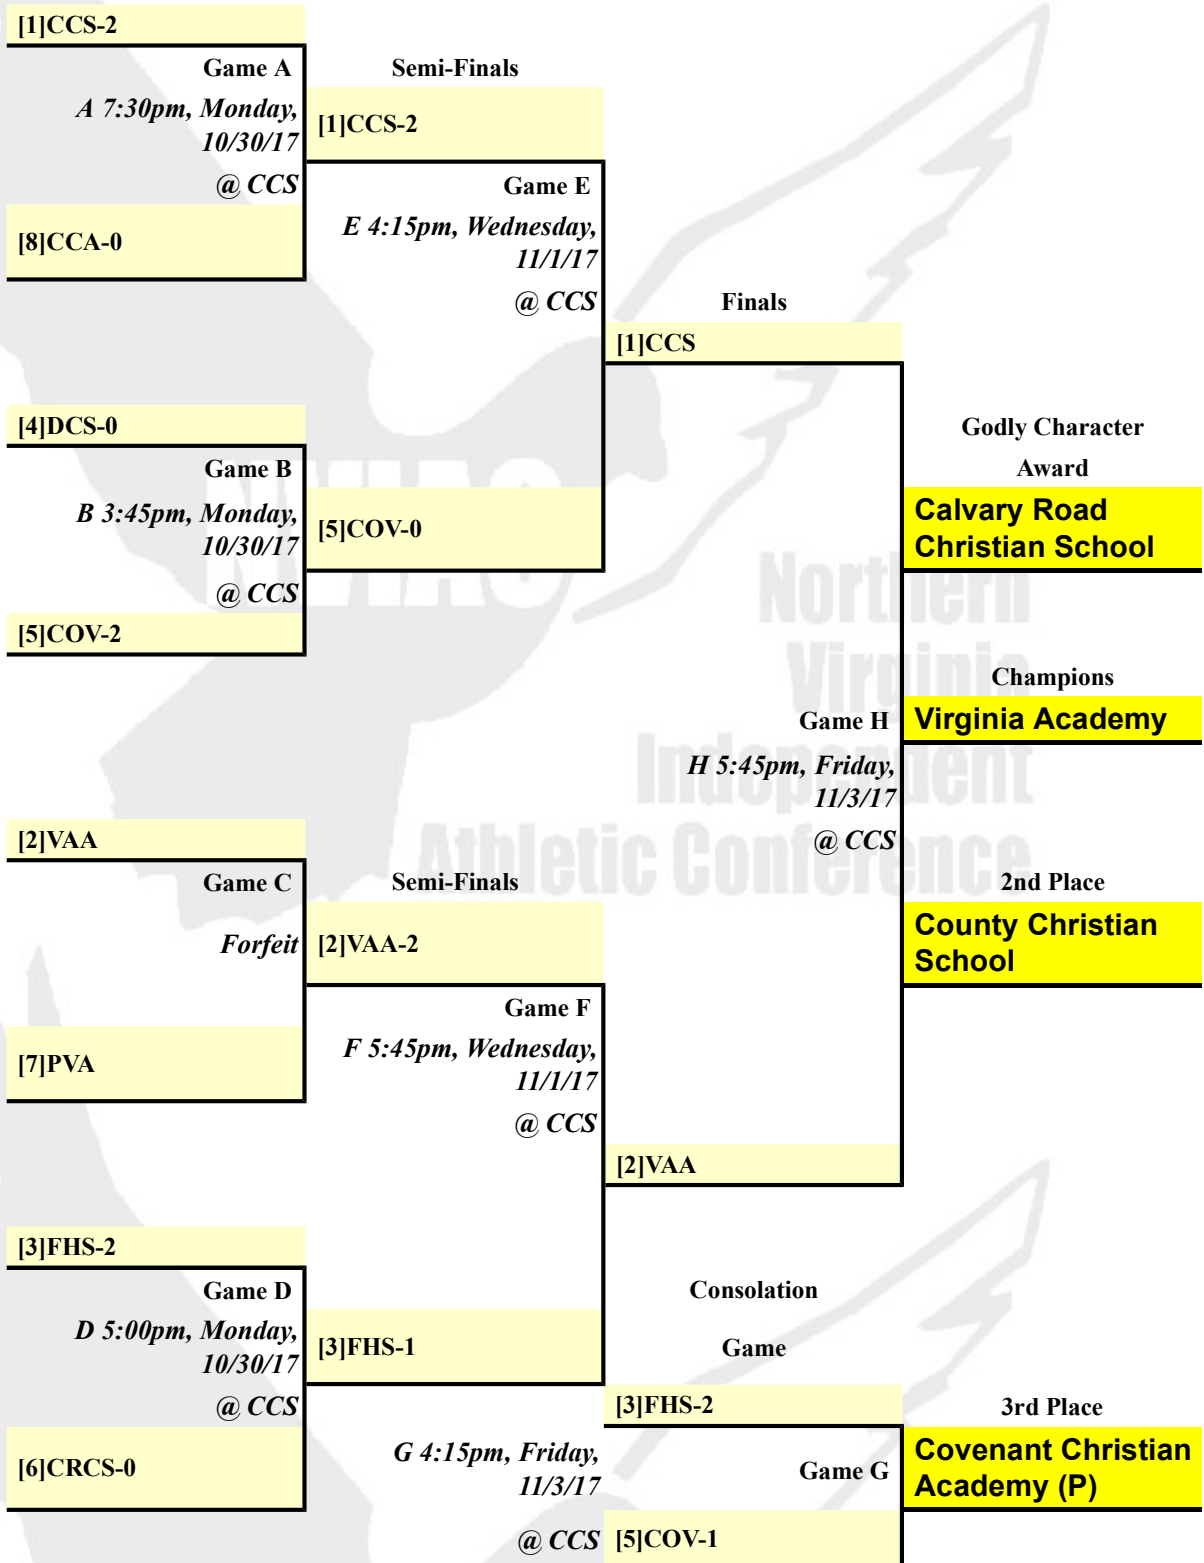 [1]CCS-2
Game A
A 7:30pm, Monday,
10/30/17
@ CCS
[8]CCA-0
Semi-Finals
[1]CCS-2
Game E
E 4:15pm, Wednesday,
11/1/17
@ CCS
[4]DCS-0
Game B
B 3:45pm, Monday,
10/30/17
@ CCS
[5]COV-2
[5]COV-0
Finals
[1]CCS
Godly Character
Award
Calvary Road
Christian School
Champions
Virginia Academy
Game H
H 5:45pm, Friday,
11/3/17
@ CCS
2nd Place
County Christian
School
[2]VAA
Game C
Forfeit
[7]PVA
Semi-Finals
[2]VAA-2
Game F
F 5:45pm, Wednesday,
11/1/17
@ CCS
[2]VAA
[3]FHS-2
Game D
D 5:00pm, Monday,
10/30/17
@ CCS
[6]CRCS-0
[3]FHS-1
Consolation
Game
[3]FHS-2
G 4:15pm, Friday,
11/3/17
@ CCS
Game G
[5]COV-1
3rd Place
Covenant Christian
Academy (P)
NVIAC
Northern
Virginia
Independent
Athletic Conference